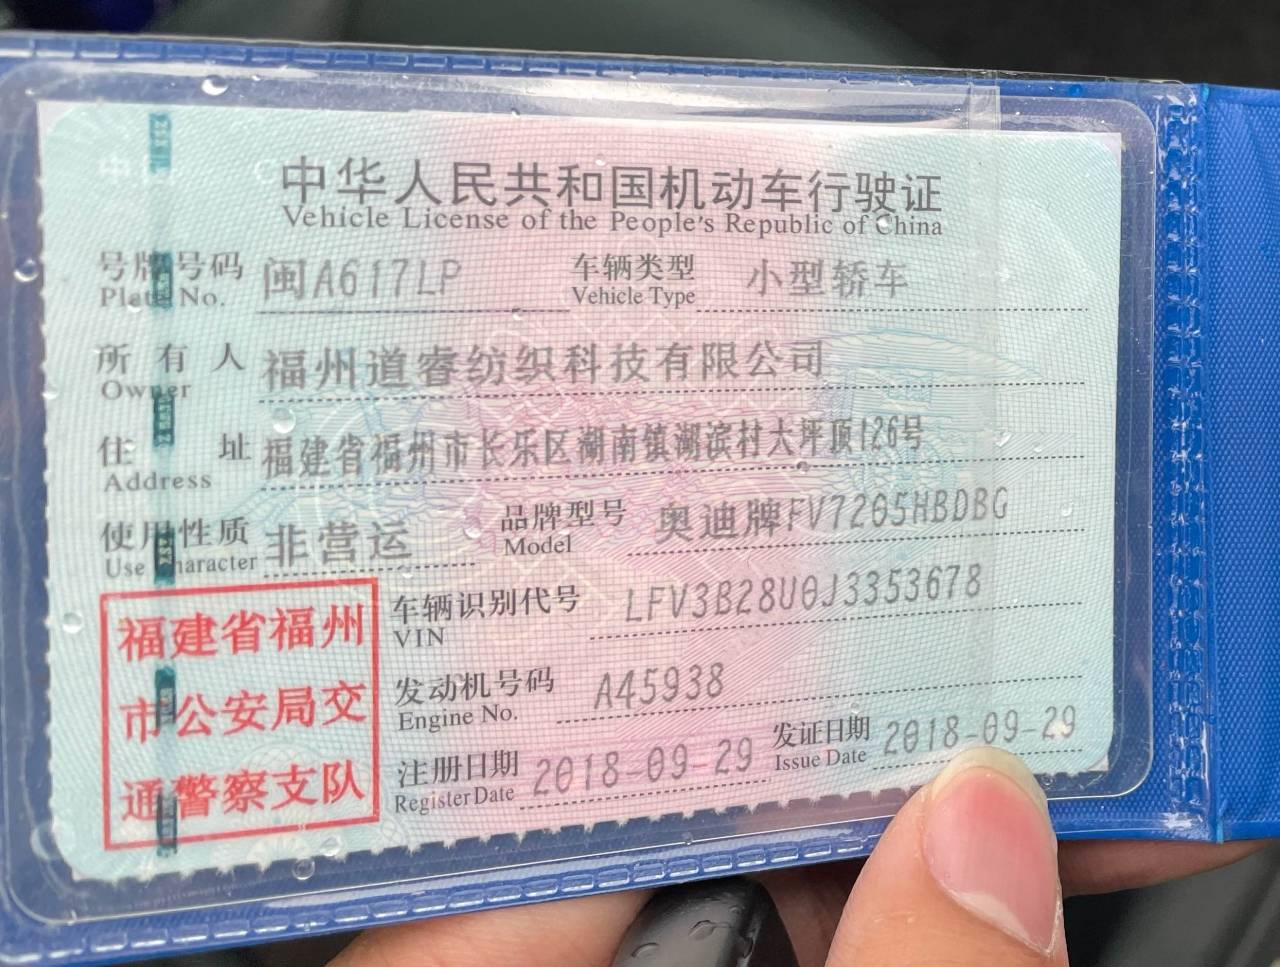 中华人民共和国机动车行驶证
Vehicle License of the People's Republic of China
号牌号码 闽A617LP 车辆类型 小型轿车
Plate No. Vehicle Type
所有人 福州道睿纺织科技有限公司
Owner
住址 福建省福州市长乐区湖南镇湖滨村大坪顶126号
Address
使用性质 非营运 品牌型号 奥迪牌FV7205HBDBG
Use Character Model
车辆识别代号 LFV3B28U0J3353678
VIN
发动机号码 A45938
Engine No.
注册日期 2018-09-29 发证日期 2018-09-29
Register Date Issue Date
福建省福州
市公安局交
通警察支队